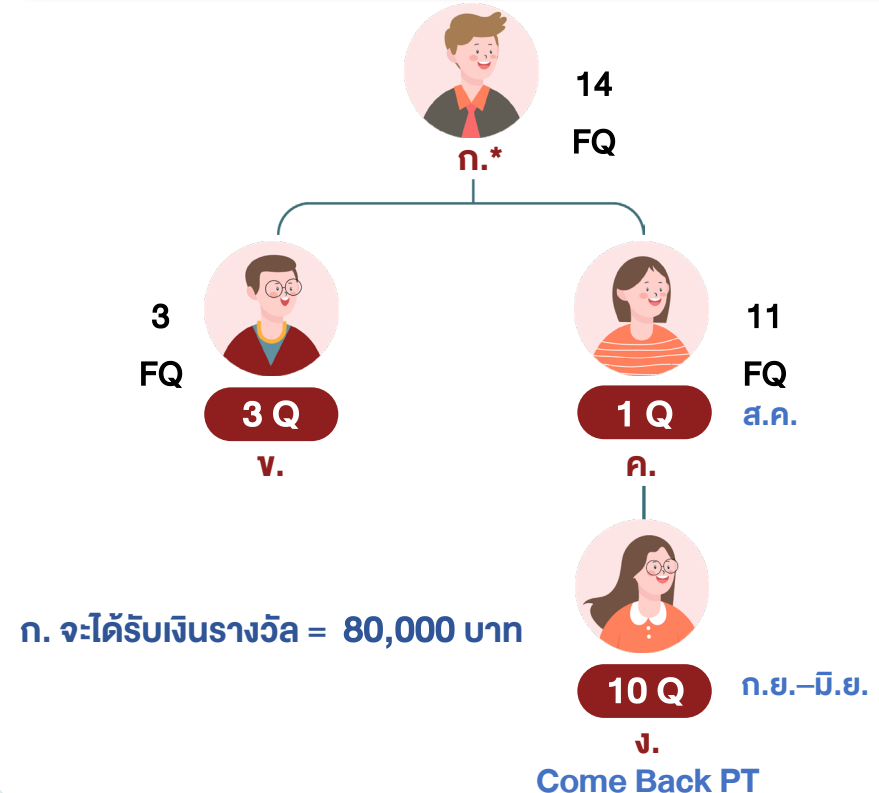 14
FQ
ก.*
3
FQ
3 Q
ข.
11
FQ
1 Q
ส.ค.
ค.
ก. จะได้รับเงินรางวัล = 80,000 บาท
10 Q
ก.ย.–มิ.ย.
ง.
Come Back PT